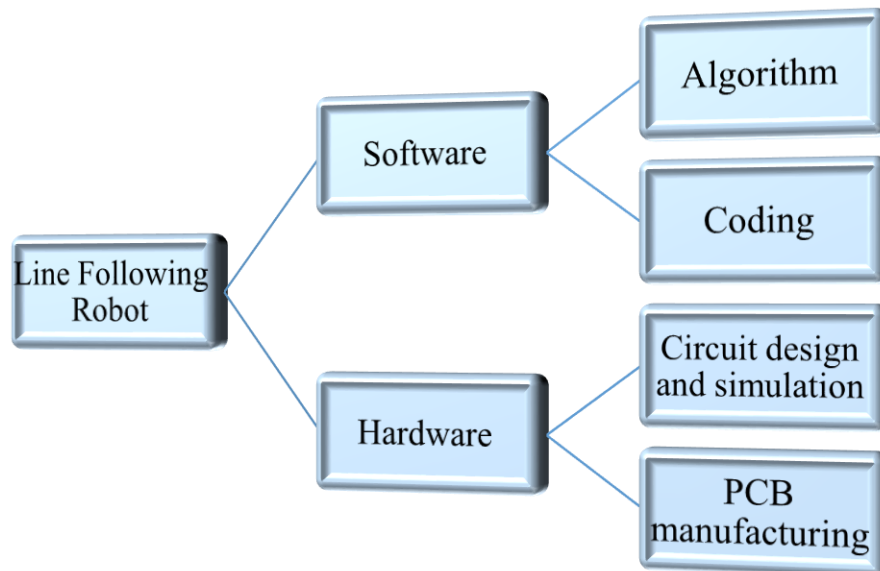 Line Following
Robot
Software
Hardware
Algorithm
Coding
Circuit design
and simulation
PCB
manufacturing